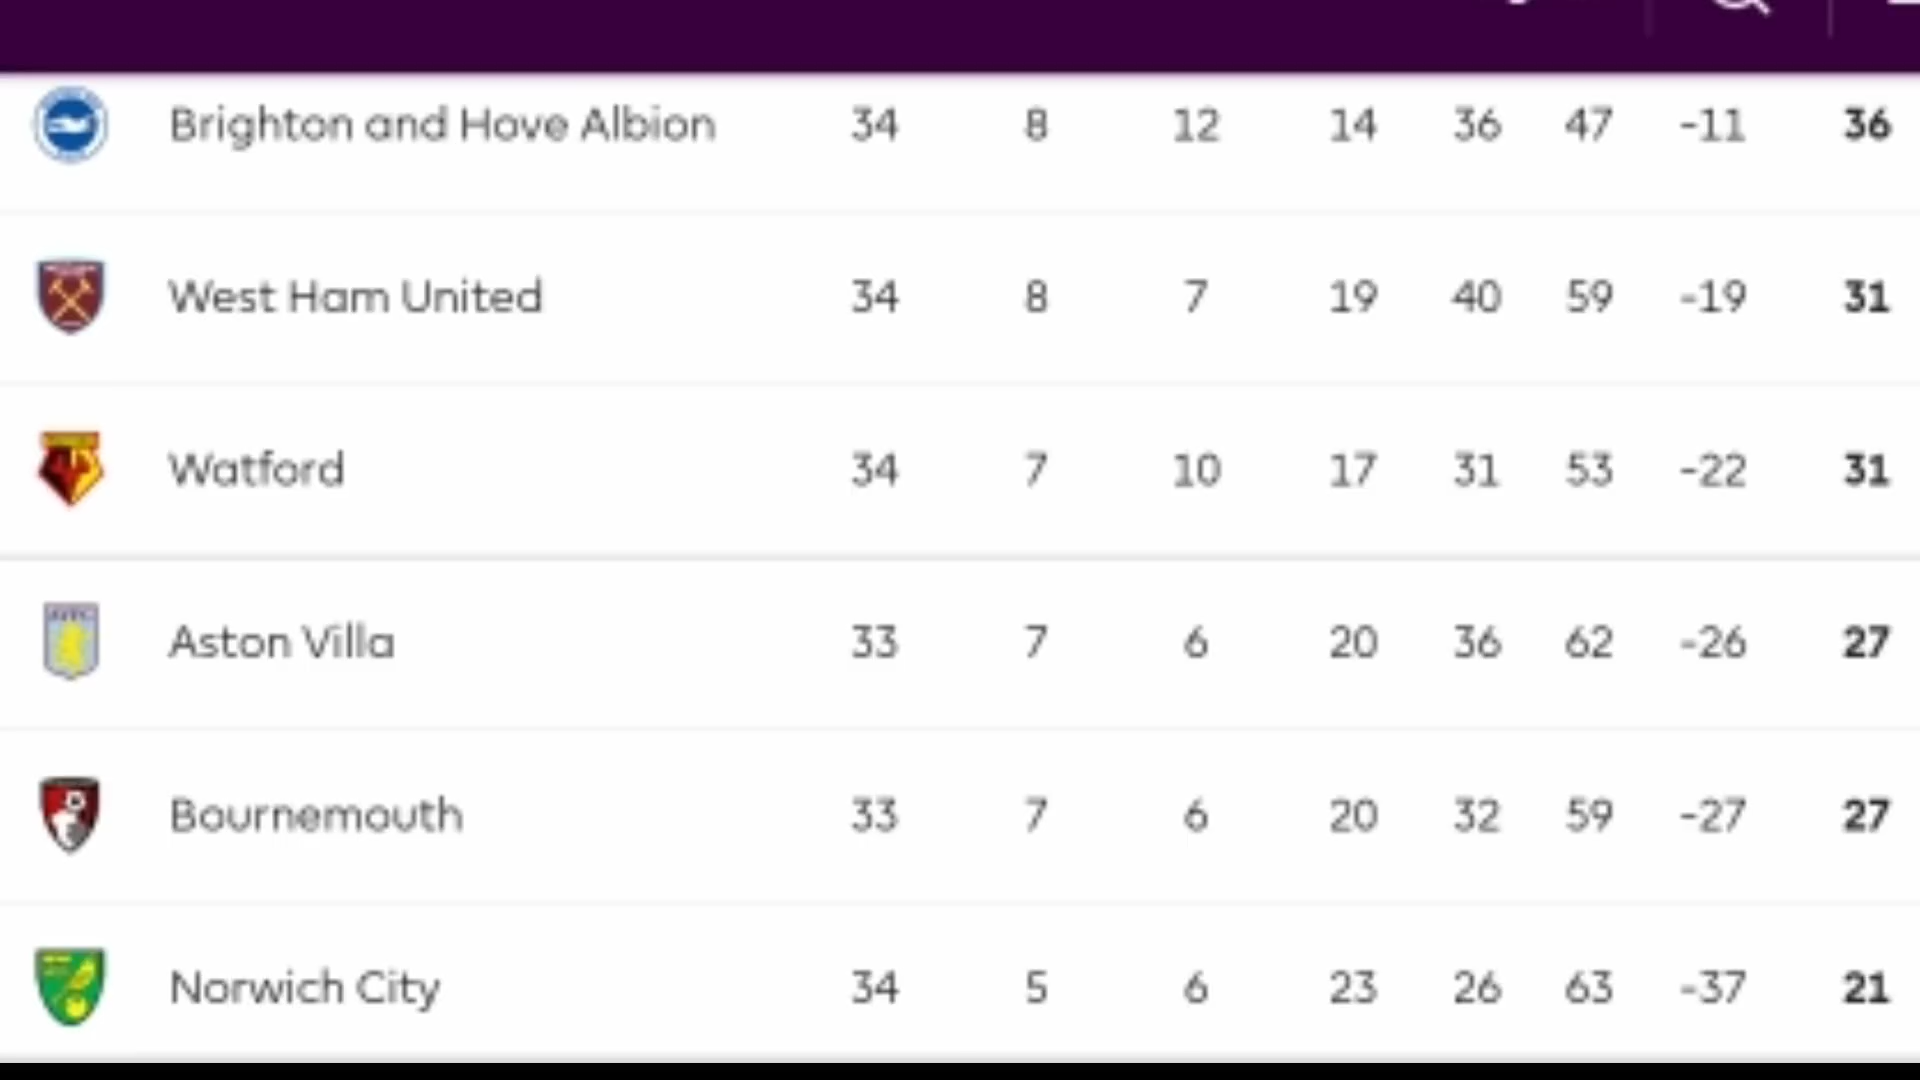 Brighton and Hove Albion 34 8 12 14 36 47 -11 36
West Ham United 34 8 7 19 40 59 -19 31
Watford 34 7 10 17 31 53 -22 31
Aston Villa 33 7 6 20 36 62 -26 27
Bournemouth 33 7 6 20 32 59 -27 27
Norwich City 34 5 6 23 26 63 -37 21